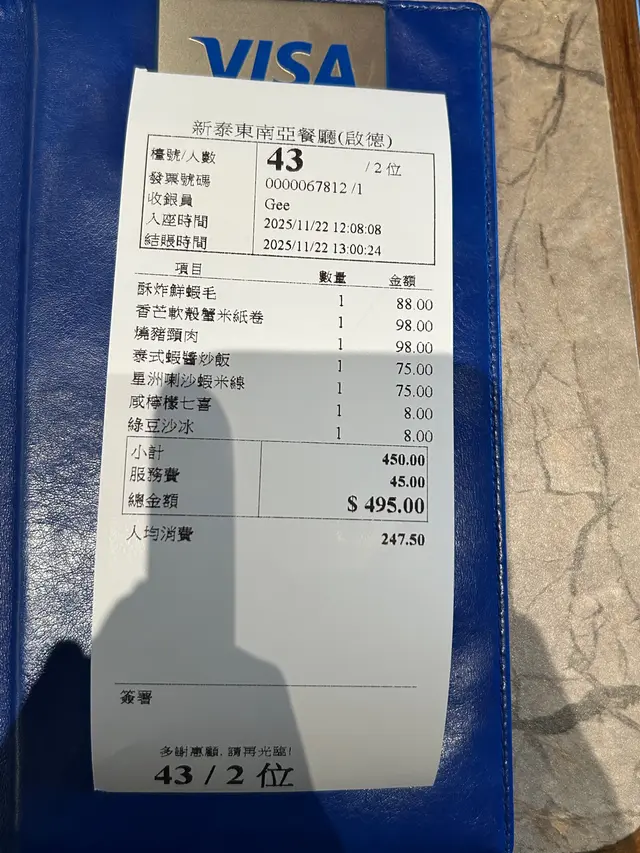 VISA
新泰東南亞餐廳(啟德)
檯號/人數 43 /2位
發票號碼 0000067812 /1
收銀員 Gee
入座時間 2025/11/22 12:08:08
結賬時間 2025/11/22 13:00:24
項目 數量 金額
酥炸鮮蝦毛 1 88.00
香芒軟殼蟹米紙卷 1 98.00
燒豬頸肉 1 98.00
泰式蝦醬炒飯 1 75.00
星洲喇沙蝦米線 1 75.00
咸檸檬七喜 1 8.00
綠豆沙冰 1 8.00
小計 450.00
服務費 45.00
總金額 $ 495.00
人均消費 247.50
簽署
多謝惠顧, 請再光臨!
43 / 2 位